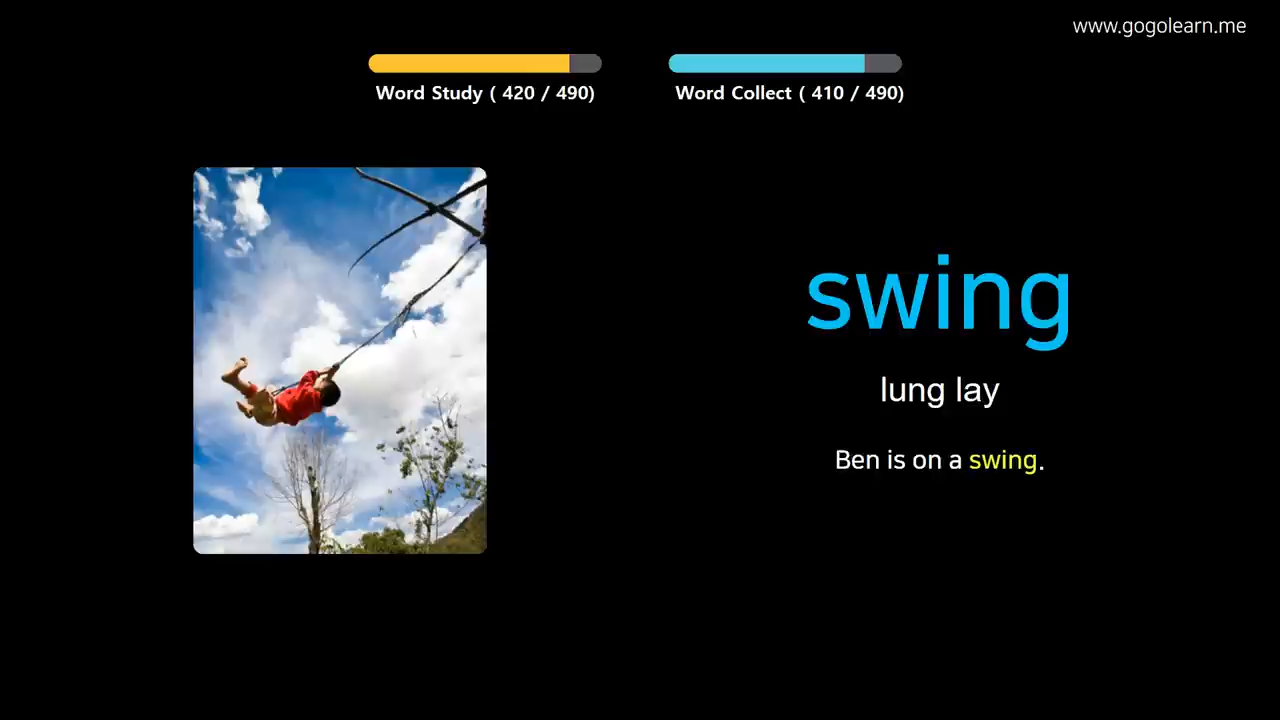 www.gogolearn.me
Word Study ( 420 / 490)
Word Collect ( 410 / 490)
swing
lung lay
Ben is on a swing.